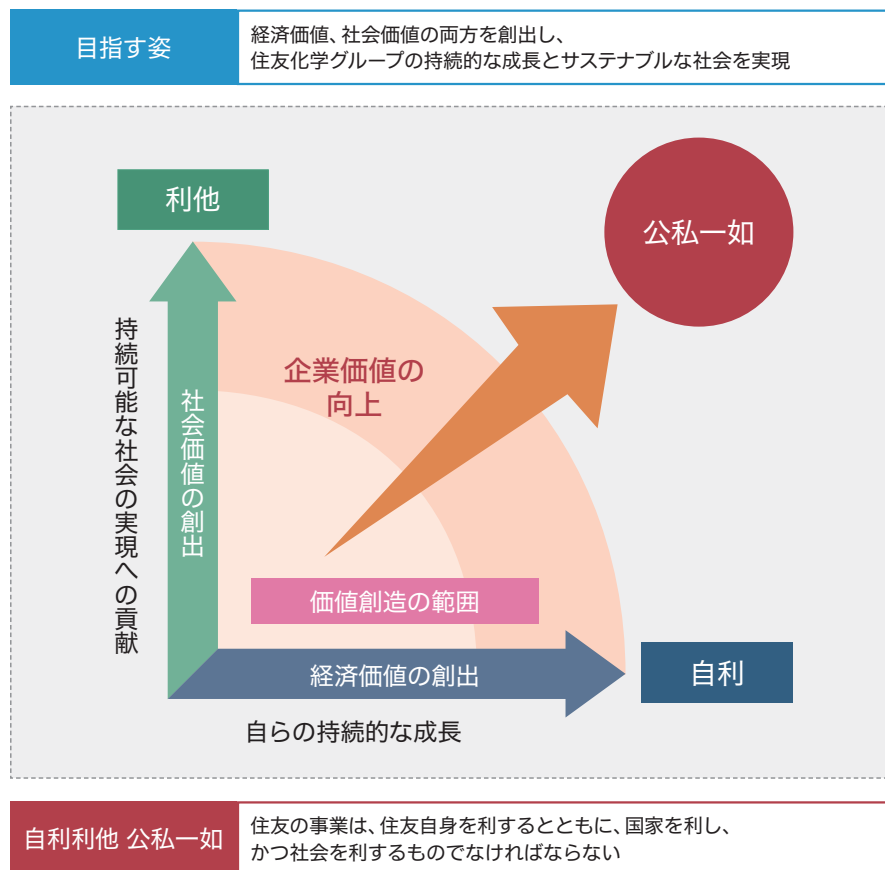 目指す姿
経済価値、社会価値の両方を創出し、
住友化学グループの持続的な成長とサステナブルな社会を実現
利他
公私一如
持続可能な社会の実現への貢献
社会価値の創出
企業価値の
向上
価値創造の範囲
経済価値の創出
自利
自らの持続的な成長
自利利他 公私一如
住友の事業は、住友自身を利するとともに、国家を利し、
かつ社会を利するものでなければならない